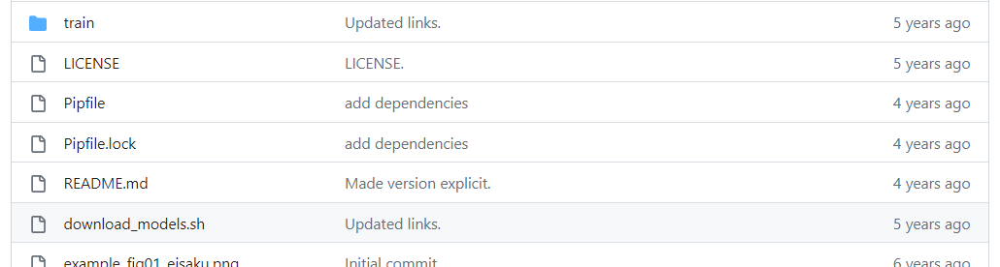 train Updated links. 5 years ago
LICENSE LICENSE. 5 years ago
Pipfile add dependencies 4 years ago
Pipfile.lock add dependencies 4 years ago
README.md Made version explicit. 4 years ago
download_models.sh Updated links. 5 years ago
example_fig01_eisaku.png Initial commit 6 years ago